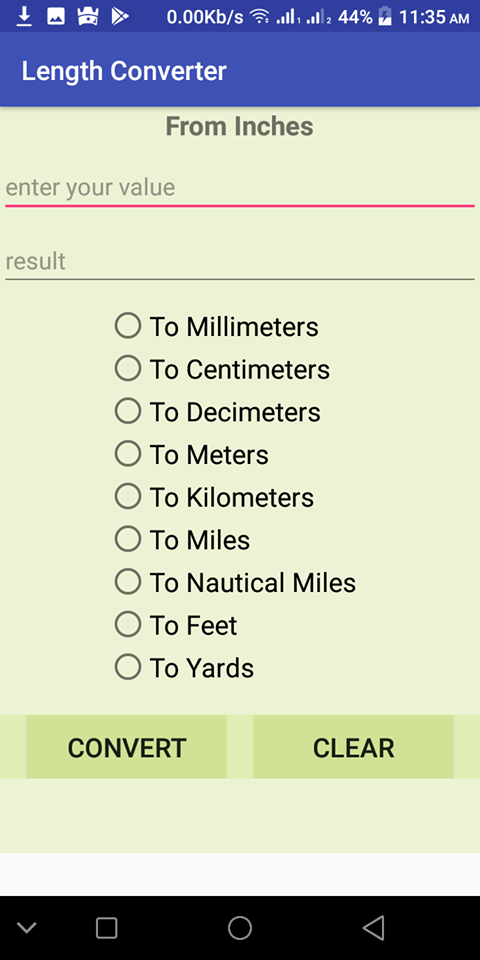 0.00Kb/s 1 2 44% 11:35 AM
Length Converter
From Inches
enter your value
result
To Millimeters
To Centimeters
To Decimeters
To Meters
To Kilometers
To Miles
To Nautical Miles
To Feet
To Yards
CONVERT CLEAR